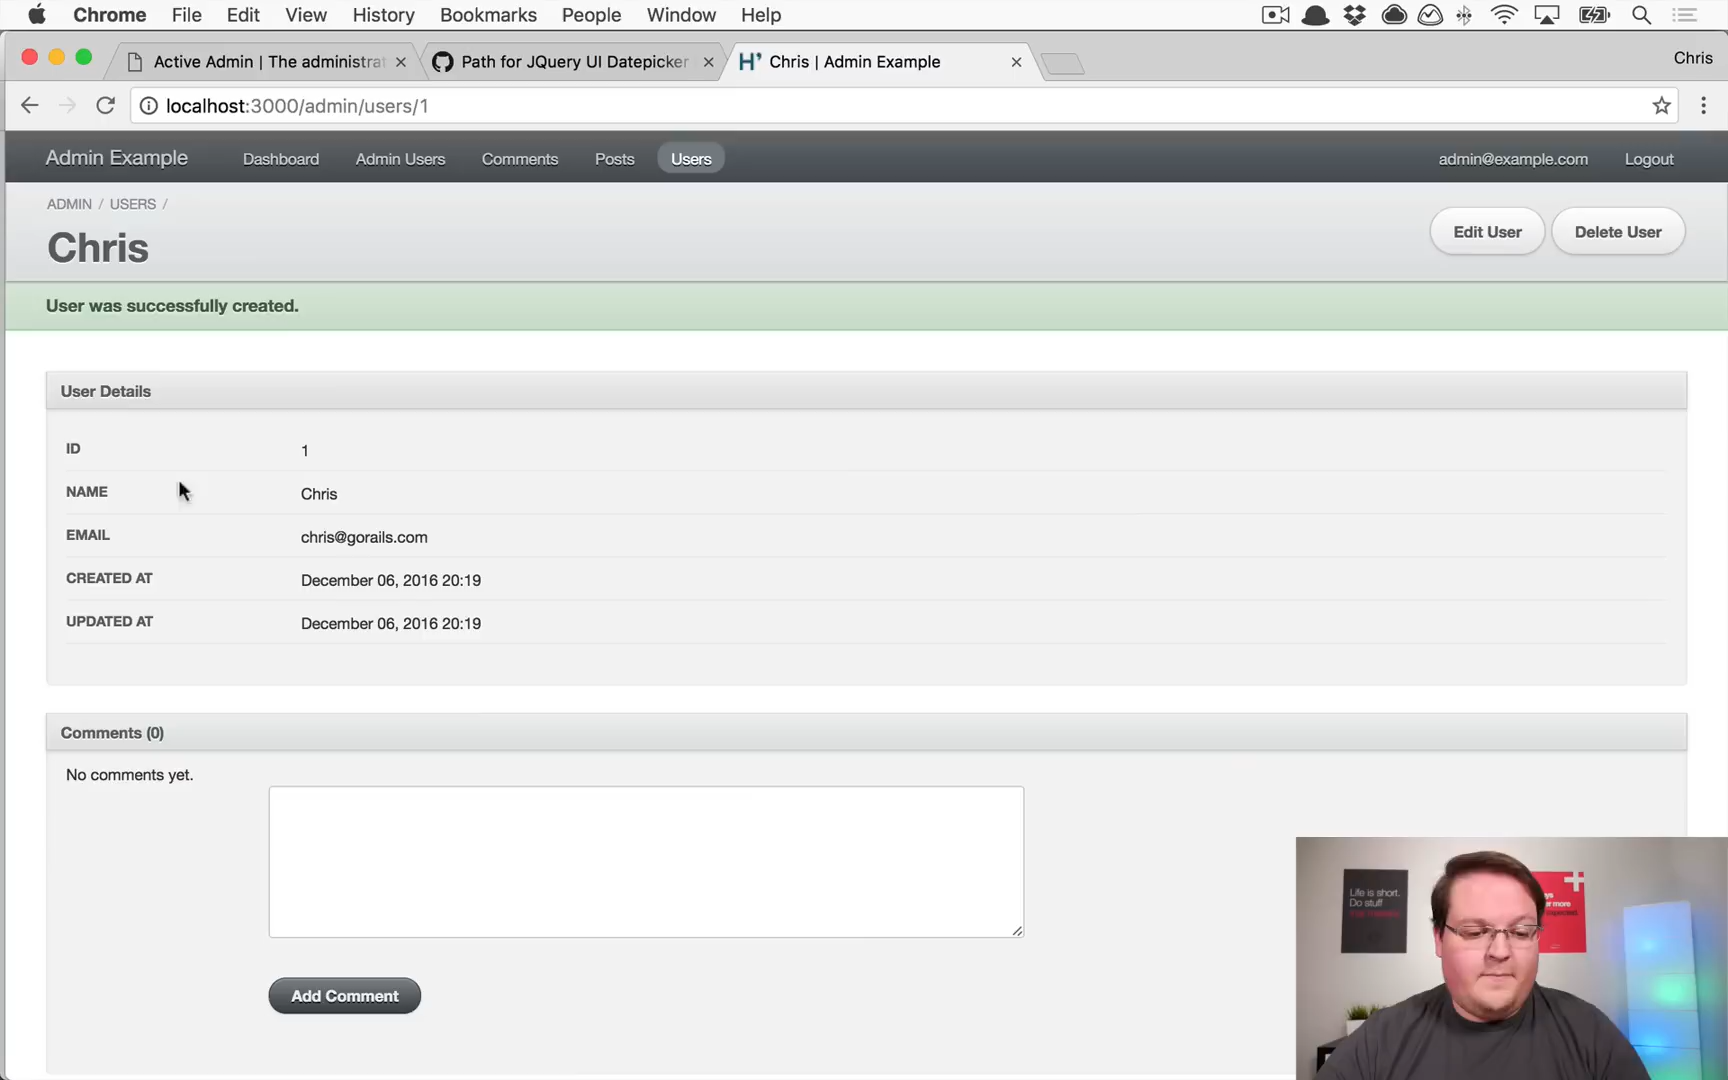 Chrome File Edit View History Bookmarks People Window Help
Active Admin | The administrat
Path for JQuery UI Datepicker
H' Chris | Admin Example
Chris
localhost:3000/admin/users/1
Admin Example Dashboard Admin Users Comments Posts Users admin@example.com Logout
ADMIN / USERS /
Chris
Edit User Delete User
User was successfully created.
User Details
ID 1
NAME Chris
EMAIL chris@gorails.com
CREATED AT December 06, 2016 20:19
UPDATED AT December 06, 2016 20:19
Comments (0)
No comments yet.
Add Comment
Life is short.
Do stuff